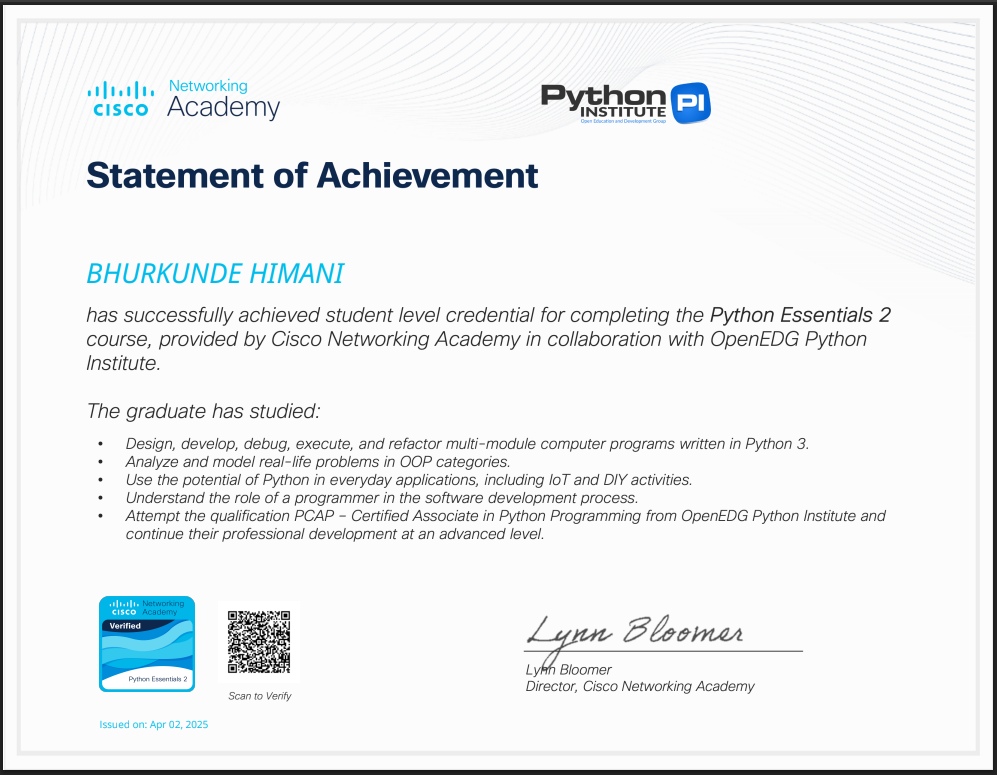 Networking
Academy
CISCO
Python
INSTITUTE
Open Education and Development Group
PI
Statement of Achievement
BHURKUNDE HIMANI
has successfully achieved student level credential for completing the Python Essentials 2
course, provided by Cisco Networking Academy in collaboration with OpenEDG Python
Institute.
The graduate has studied:
• Design, develop, debug, execute, and refactor multi-module computer programs written in Python 3.
• Analyze and model real-life problems in OOP categories.
• Use the potential of Python in everyday applications, including IoT and DIY activities.
• Understand the role of a programmer in the software development process.
• Attempt the qualification PCAP – Certified Associate in Python Programming from OpenEDG Python Institute and
continue their professional development at an advanced level.
CISCO
Networking
Academy
Verified
Python Essentials 2
Scan to Verify
Issued on: Apr 02, 2025
Lynn Bloomer
Lynn Bloomer
Director, Cisco Networking Academy